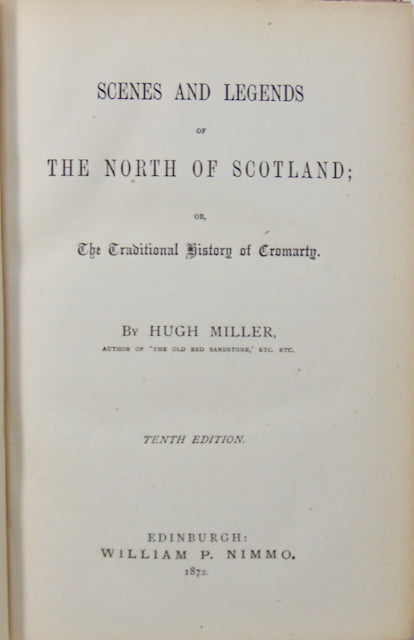 SCENES AND LEGENDS
OF
THE NORTH OF SCOTLAND;
OR,
The Traditional History of Cromarty.
BY HUGH MILLER,
AUTHOR OF 'THE OLD RED SANDSTONE,' ETC. ETC.
TENTH EDITION.
EDINBURGH:
WILLIAM P. NIMMO.
1872.